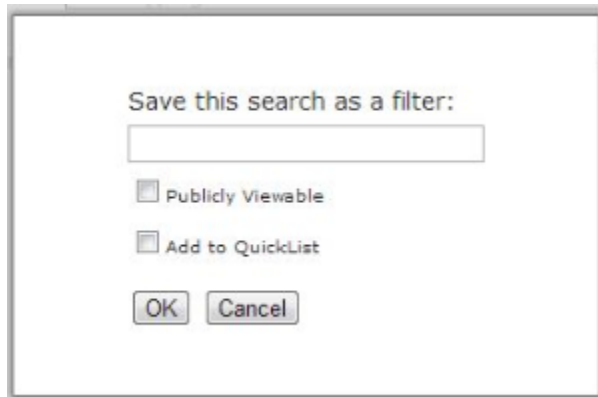 Save this search as a filter:
Publicly Viewable
Add to QuickList
OK Cancel